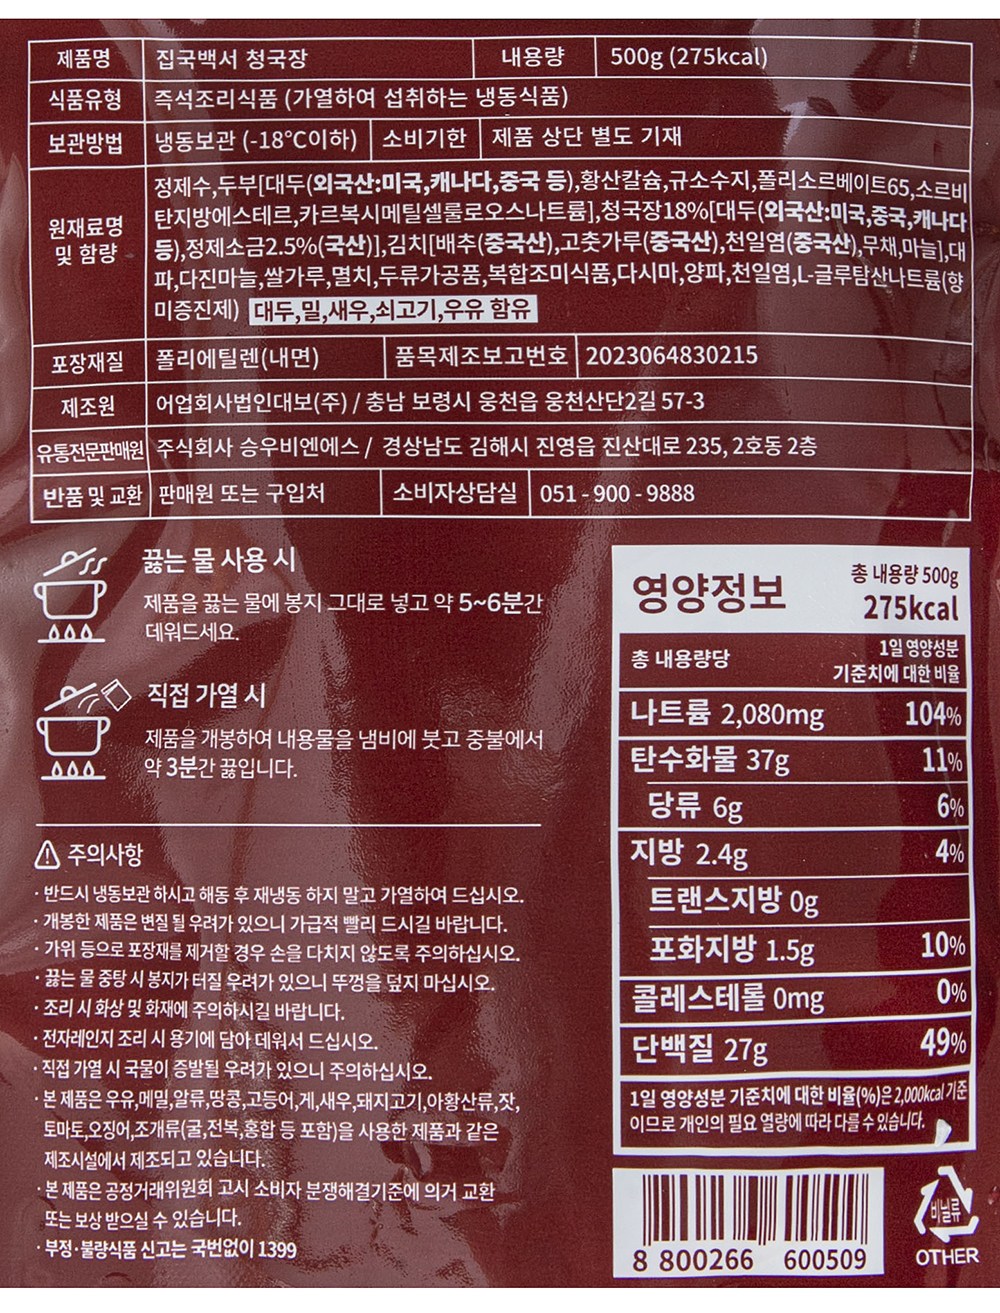 제품명 집국백서 청국장 내용량 500g (275kcal)
식품유형 즉석조리식품 (가열하여 섭취하는 냉동식품)
보관방법 냉동보관 (-18℃이하) 소비기한 제품 상단 별도 기재
원재료명 및 함량
정제수,두부[대두(외국산:미국,캐나다,중국 등),황산칼슘,규소수지,폴리소르베이트65,소르비
탄지방에스테르,카르복시메틸셀룰로오스나트륨],청국장18%[대두(외국산:미국,중국,캐나다
등),정제소금2.5%(국산)],김치[배추(중국산),고춧가루(중국산),천일염(중국산),무채,마늘],대
파,다진마늘,쌀가루,멸치,두류가공품,복합조미식품,다시마,양파,천일염,L-글루탐산나트륨(향
미증진제) 대두,밀,새우,쇠고기,우유 함유
포장재질 폴리에틸렌(내면) 품목제조보고번호 2023064830215
제조원 어업회사법인대보(주) / 충남 보령시 웅천읍 웅천산단2길 57-3
유통전문판매원 주식회사 승우비엔에스 / 경상남도 김해시 진영읍 진산대로 235, 2호동 2층
반품 및 교환 판매원 또는 구입처 소비자상담실 051 - 900 - 9888
끓는 물 사용 시
제품을 끓는 물에 봉지 그대로 넣고 약 5~6분간
데워드세요.
직접 가열 시
제품을 개봉하여 내용물을 냄비에 붓고 중불에서
약 3분간 끓입니다.
주의사항
· 반드시 냉동보관 하시고 해동 후 재냉동 하지 말고 가열하여 드십시오.
· 개봉한 제품은 변질 될 우려가 있으니 가급적 빨리 드시길 바랍니다.
· 가위 등으로 포장재를 제거할 경우 손을 다치지 않도록 주의하십시오.
· 끓는 물 중탕 시 봉지가 터질 우려가 있으니 뚜껑을 덮지 마십시오.
· 조리 시 화상 및 화재에 주의하시길 바랍니다.
· 전자레인지 조리 시 용기에 담아 데워서 드십시오.
· 직접 가열 시 국물이 증발될 우려가 있으니 주의하십시오.
· 본 제품은 우유,메밀,알류,땅콩,고등어,게,새우,돼지고기,아황산류,잣,
토마토,오징어,조개류(굴,전복,홍합 등 포함)을 사용한 제품과 같은
제조시설에서 제조되고 있습니다.
· 본 제품은 공정거래위원회 고시 소비자 분쟁해결기준에 의거 교환
또는 보상 받으실 수 있습니다.
· 부정·불량식품 신고는 국번없이 1399
영양정보 총 내용량 500g
275kcal
총 내용량당 1일 영양성분
기준치에 대한 비율
나트륨 2,080mg 104%
탄수화물 37g 11%
당류 6g 6%
지방 2.4g 4%
트랜스지방 0g
포화지방 1.5g 10%
콜레스테롤 0mg 0%
단백질 27g 49%
1일 영양성분 기준치에 대한 비율(%)은 2,000kcal 기준
이므로 개인의 필요 열량에 따라 다를 수 있습니다.
8 800266 600509
비닐류
OTHER